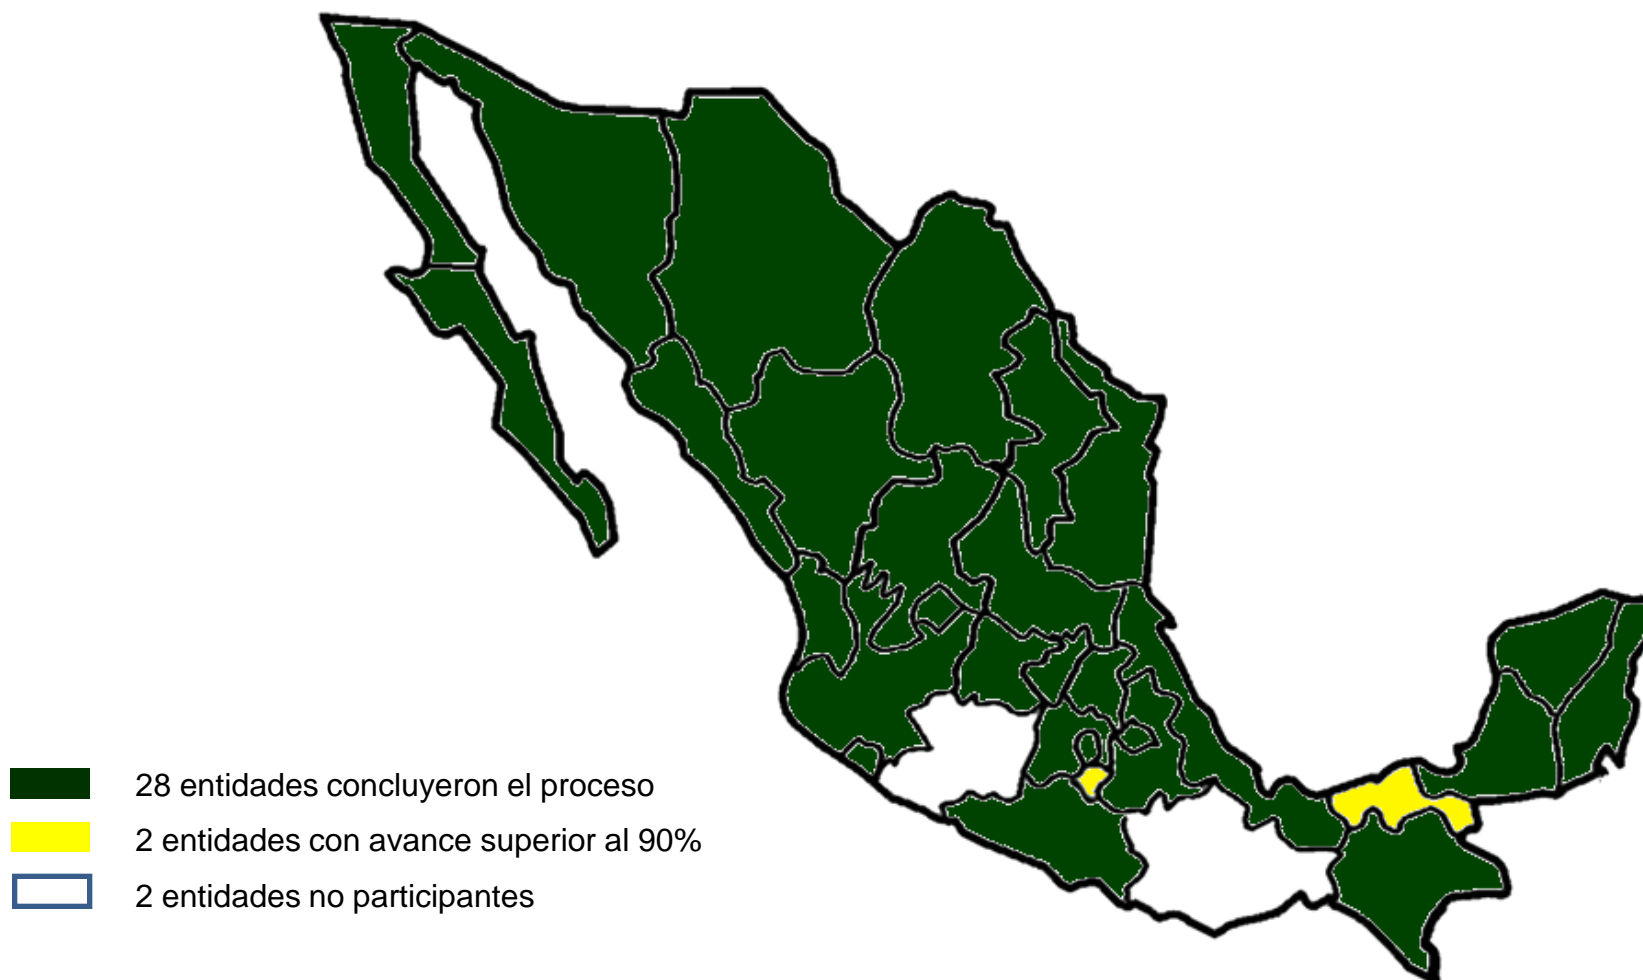 28 entidades concluyeron el proceso
2 entidades con avance superior al 90%
2 entidades no participantes